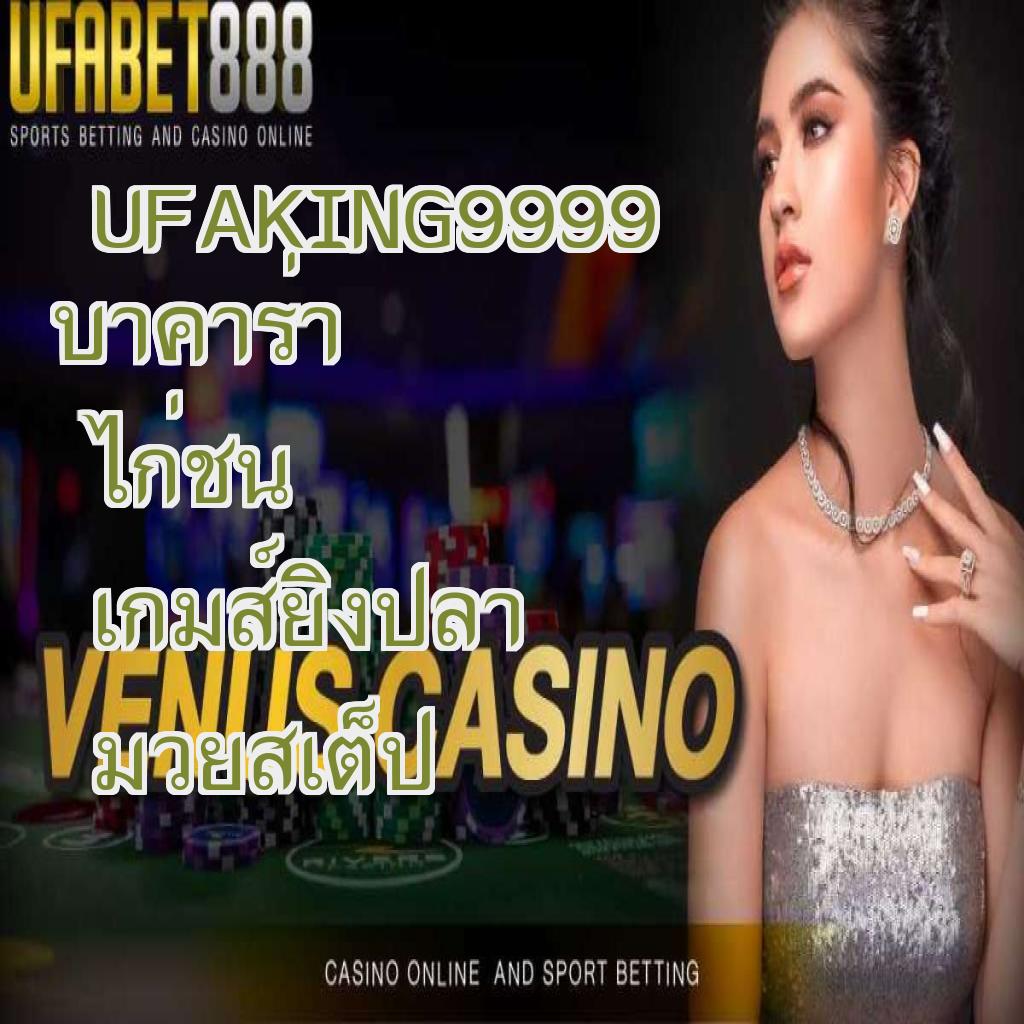 UFABET888
SPORTS BETTING AND CASINO ONLINE
UFAKING9999
บาคาร่า
ไก่ชน
เกมส์ยิงปลา
VENUS CASINO
มวยสเต็ป
CASINO ONLINE AND SPORT BETTING